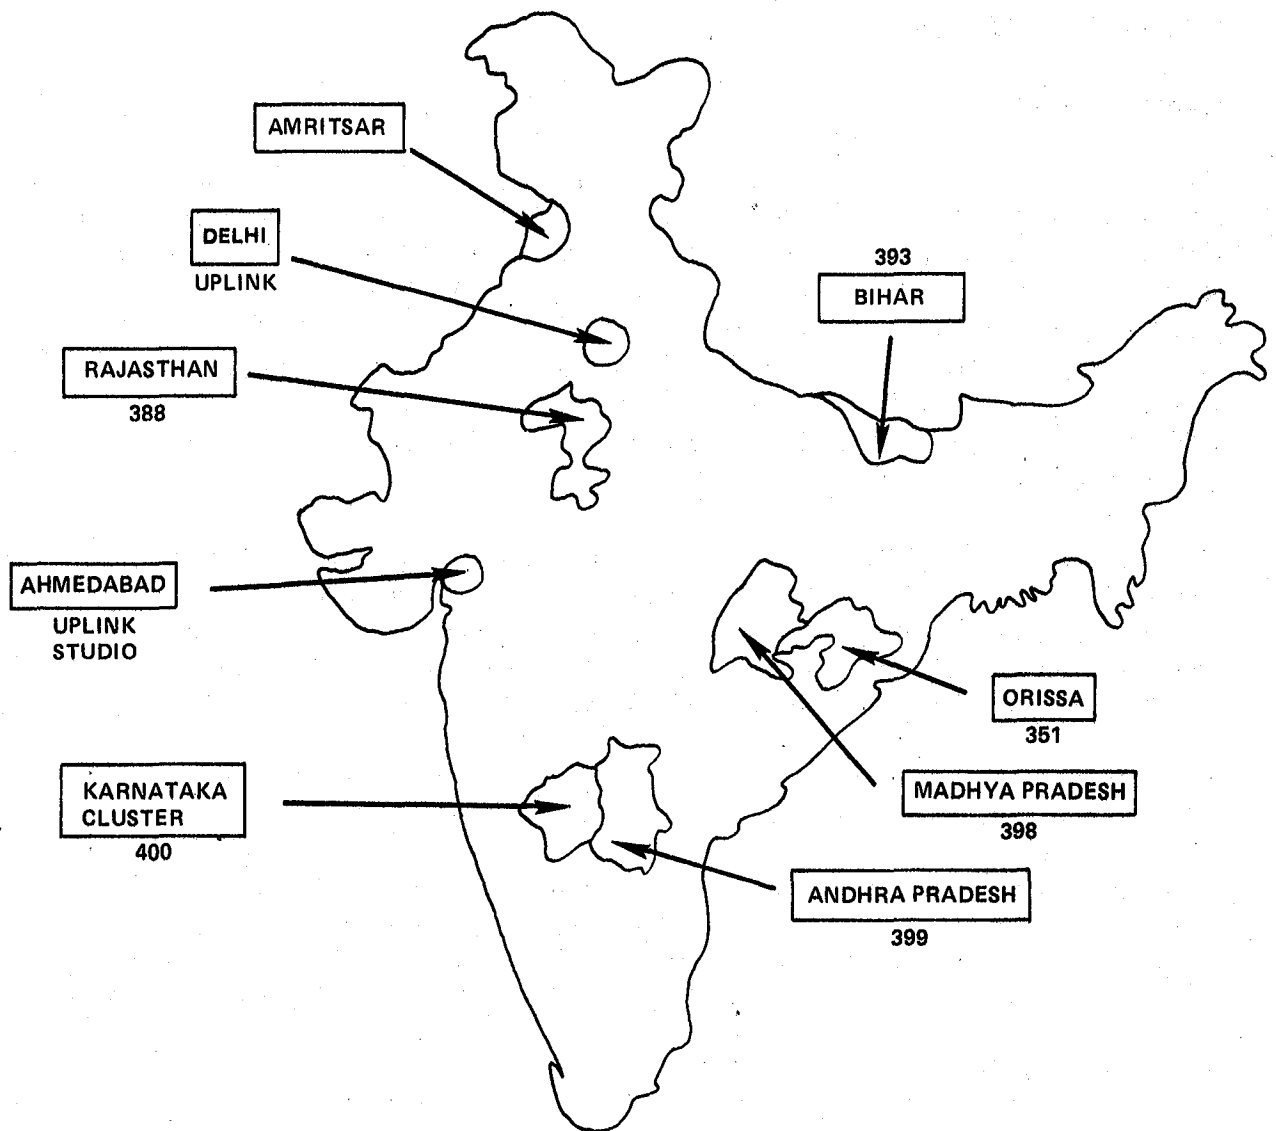 AMRITSAR
DELHI
UPLINK
393
BIHAR
RAJASTHAN
388
AHMEDABAD
UPLINK
STUDIO
ORISSA
351
KARNATAKA
CLUSTER
400
MADHYA PRADESH
398
ANDHRA PRADESH
399